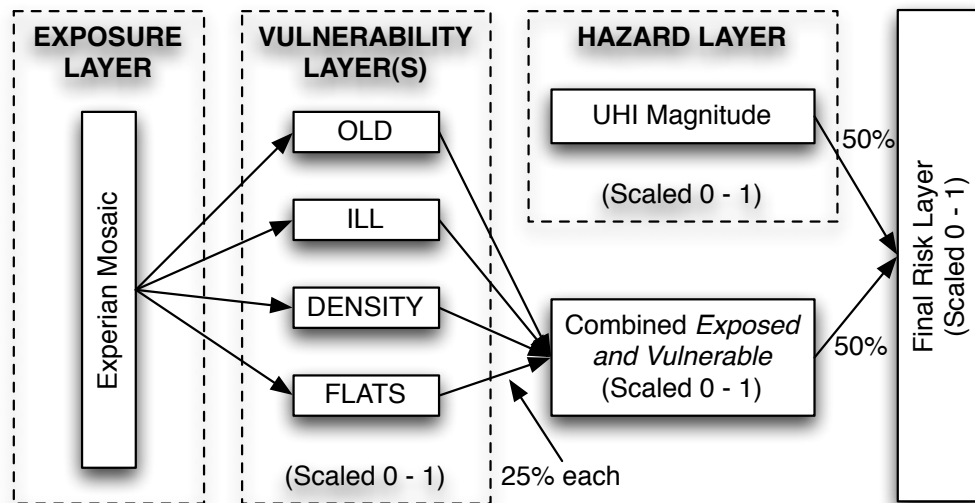 EXPOSURE
LAYER
Experian Mosaic
VULNERABILITY
LAYER(S)
OLD
ILL
DENSITY
FLATS
(Scaled 0 - 1)
25% each
HAZARD LAYER
UHI Magnitude
(Scaled 0 - 1)
50%
Combined Exposed
and Vulnerable
(Scaled 0 - 1)
50%
Final Risk Layer
(Scaled 0 - 1)